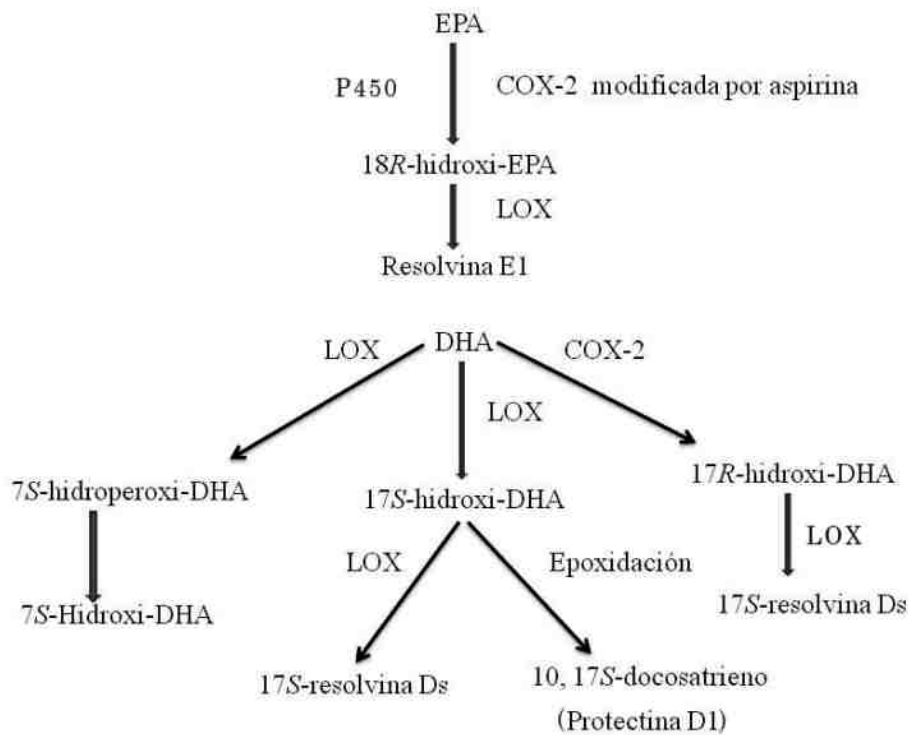 EPA
P450 COX-2 modificada por aspirina
18R-hidroxi-EPA
LOX
Resolvina E1
DHA
LOX COX-2
LOX
7S-hidroperoxi-DHA 17S-hidroxi-DHA 17R-hidroxi-DHA
LOX Epoxidación LOX
7S-Hidroxi-DHA 17S-resolvina Ds
17S-resolvina Ds 10, 17S-docosatrieno
(Protectina D1)